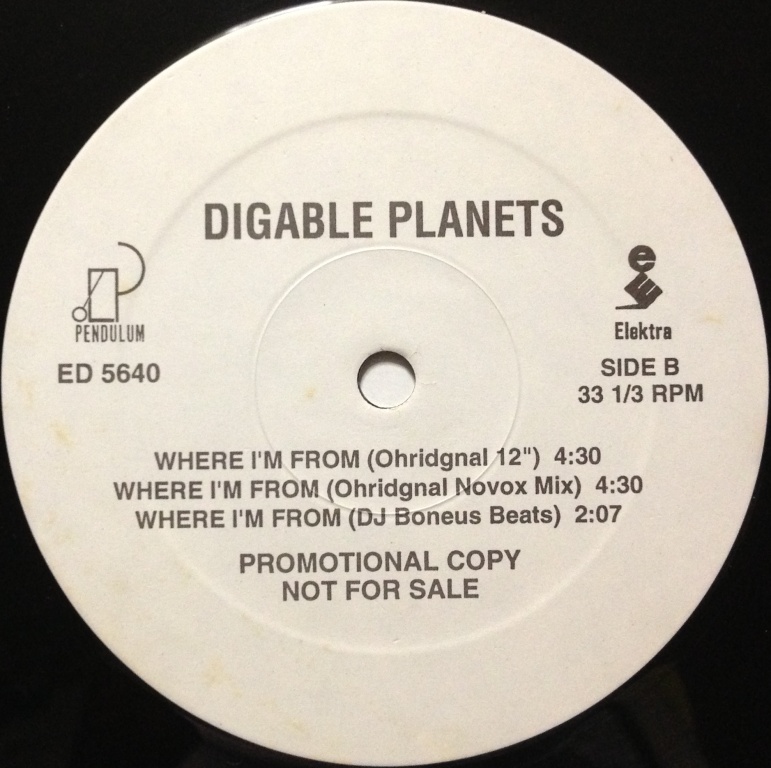 DIGABLE PLANETS
PENDULUM
ED 5640
e
Elektra
SIDE B
33 1/3 RPM
WHERE I'M FROM (Ohridgnal 12") 4:30
WHERE I'M FROM (Ohridgnal Novox Mix) 4:30
WHERE I'M FROM (DJ Boneus Beats) 2:07
PROMOTIONAL COPY
NOT FOR SALE